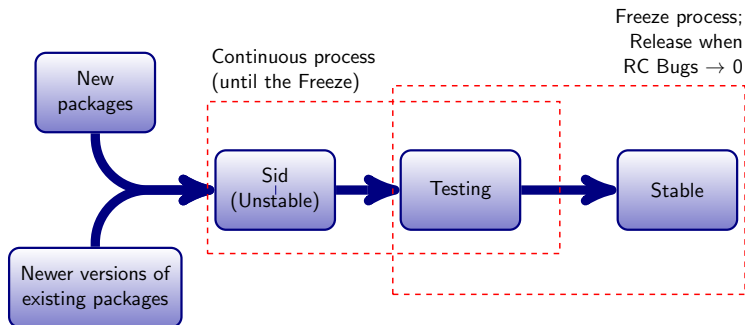 Freeze process;
Release when
RC Bugs → 0
Continuous process
(until the Freeze)
New
packages
Sid
(Unstable)
Testing
Stable
Newer versions of
existing packages